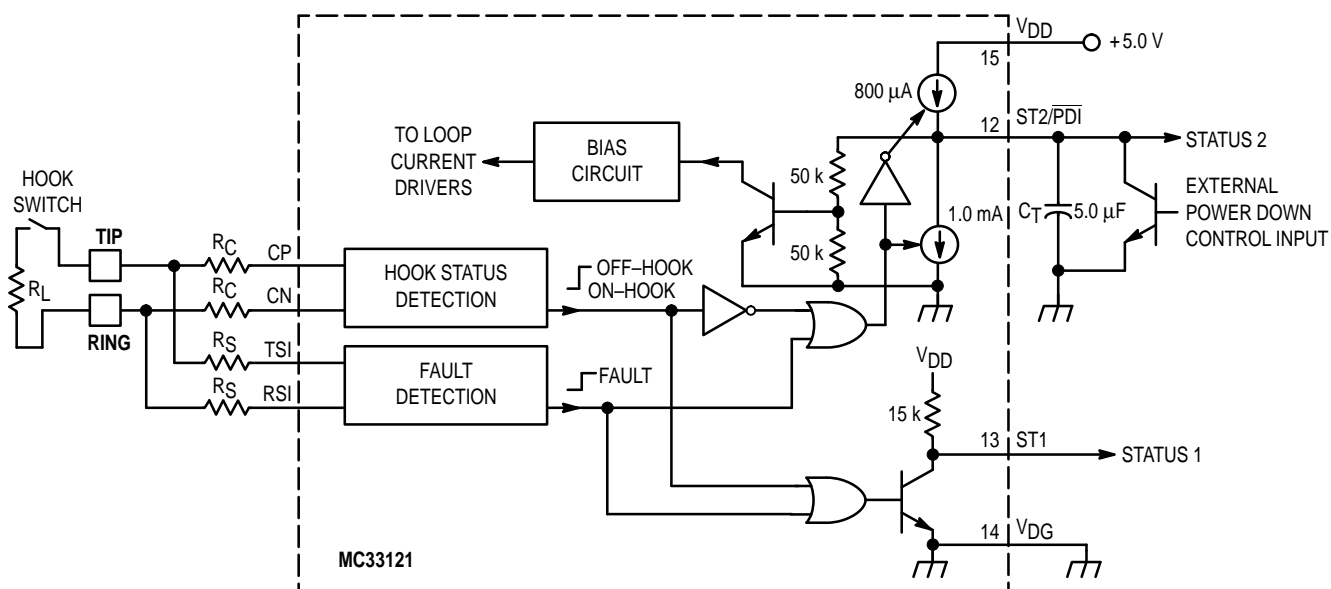 VDD
15
+5.0 V
800 µA
12
ST2/PDI
STATUS 2
TO LOOP
CURRENT
DRIVERS
BIAS
CIRCUIT
50 k
50 k
1.0 mA
CT
5.0 µF
EXTERNAL
POWER DOWN
CONTROL INPUT
HOOK
SWITCH
TIP
RL
RING
RC
CP
RC
CN
HOOK STATUS
DETECTION
OFF–HOOK
ON–HOOK
RS
TSI
RS
RSI
FAULT
DETECTION
FAULT
VDD
15 k
13
ST1
STATUS 1
14
VDG
MC33121